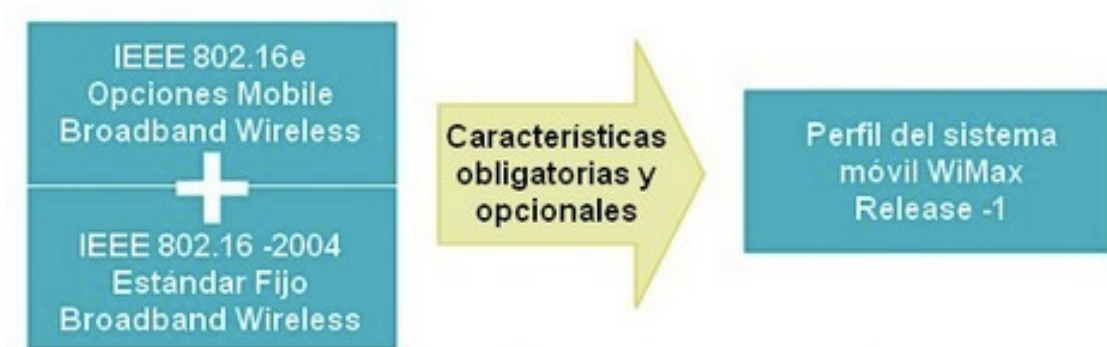 IEEE 802.16e
Opciones Mobile
Broadband Wireless
IEEE 802.16 -2004
Estándar Fijo
Broadband Wireless
Características
obligatorias y
opcionales
Perfil del sistema
móvil WiMax
Release -1